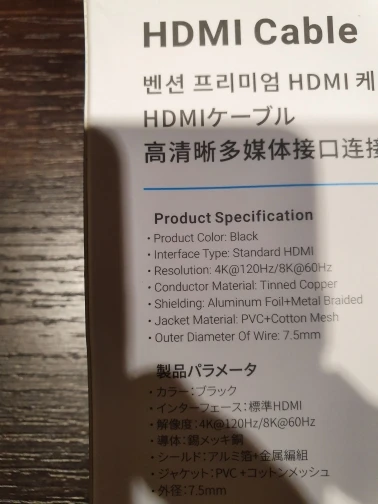 HDMI Cable
벤션 프리미엄 HDMI 케
HDMIケーブル
高清晰多媒体接口连接
Product Specification
• Product Color: Black
• Interface Type: Standard HDMI
• Resolution: 4K@120Hz/8K@60Hz
• Conductor Material: Tinned Copper
• Shielding: Aluminum Foil+Metal Braided
• Jacket Material: PVC+Cotton Mesh
• Outer Diameter Of Wire: 7.5mm
製品パラメータ
• カラー：ブラック
• インターフェース：標準HDMI
• 解像度：4K@120Hz/8K@60Hz
• 導体：錫メッキ銅
• シールド：アルミ箔+金属編組
• ジャケット：PVC +コットンメッシュ
• 外径：7.5mm